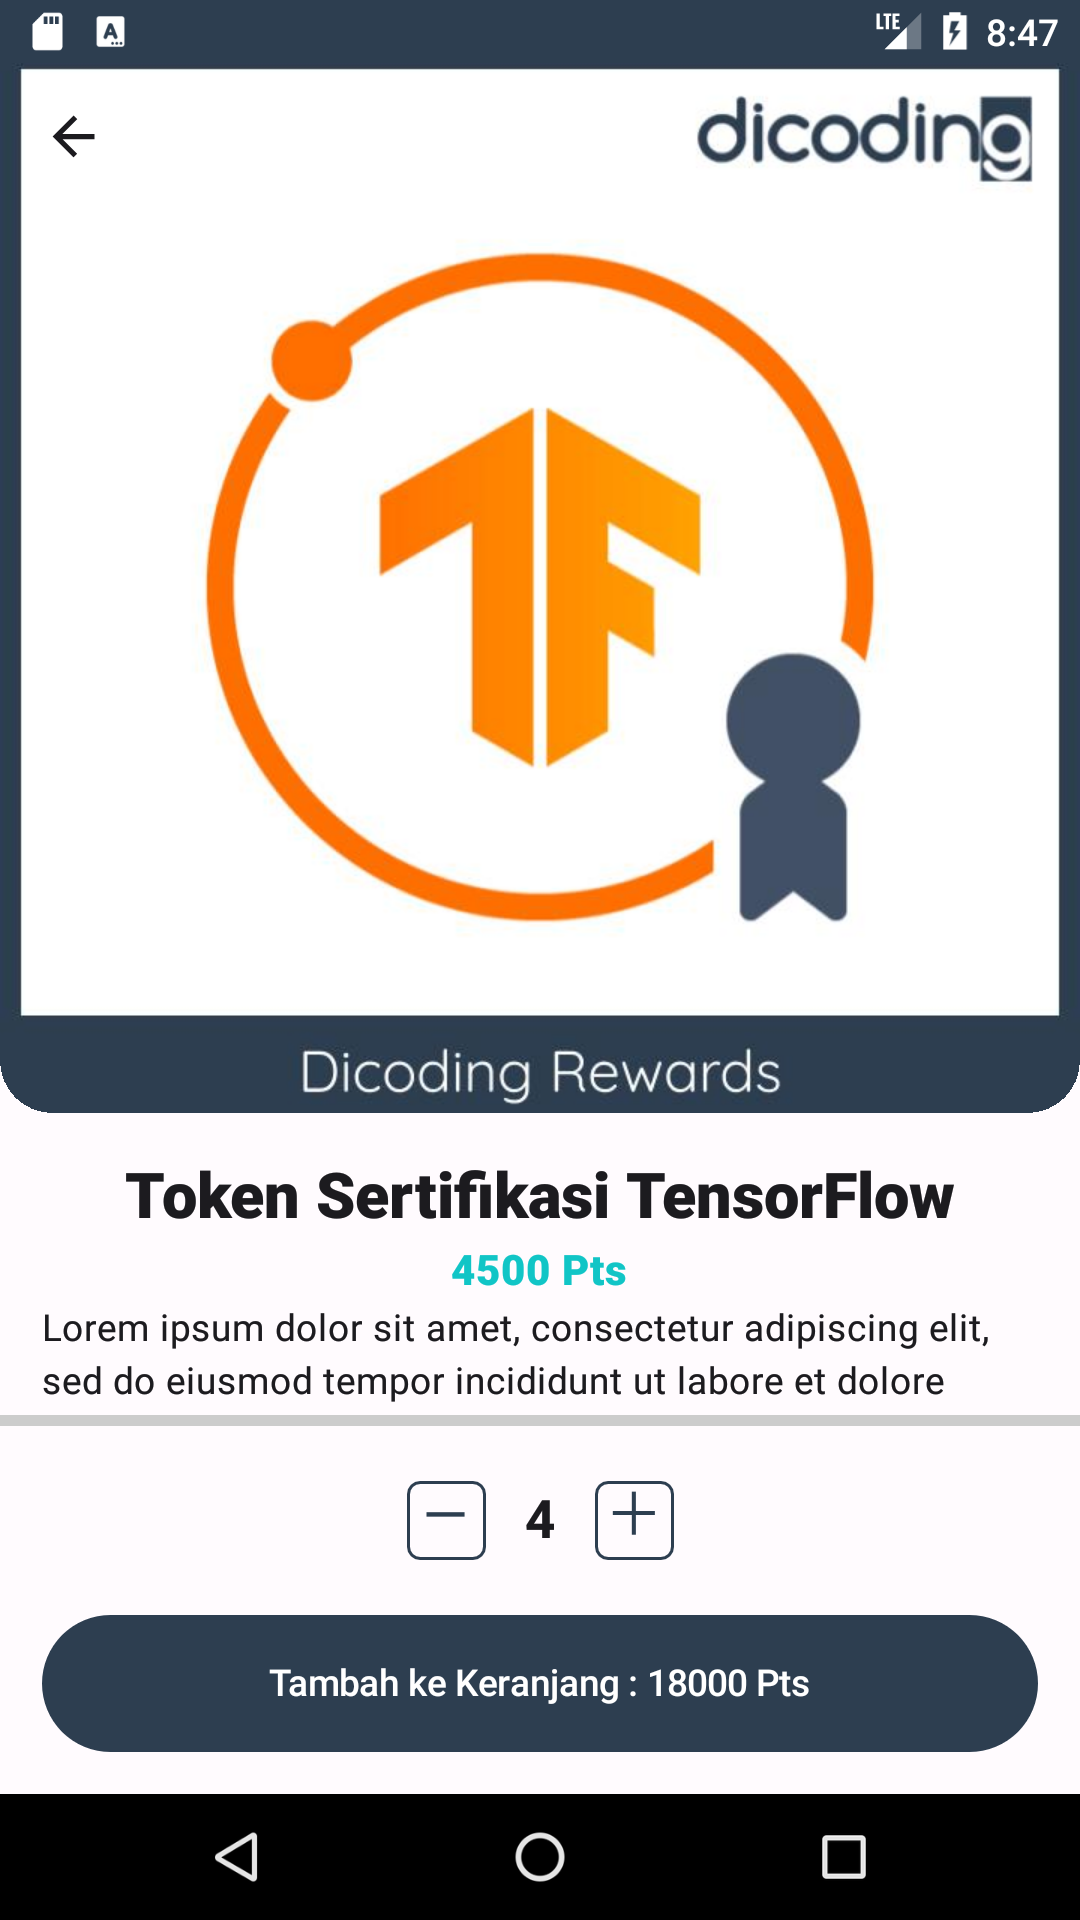 LTE 8:47
dicoding
TF
Dicoding Rewards
Token Sertifikasi TensorFlow
4500 Pts
Lorem ipsum dolor sit amet, consectetur adipiscing elit,
sed do eiusmod tempor incididunt ut labore et dolore
4
Tambah ke Keranjang : 18000 Pts